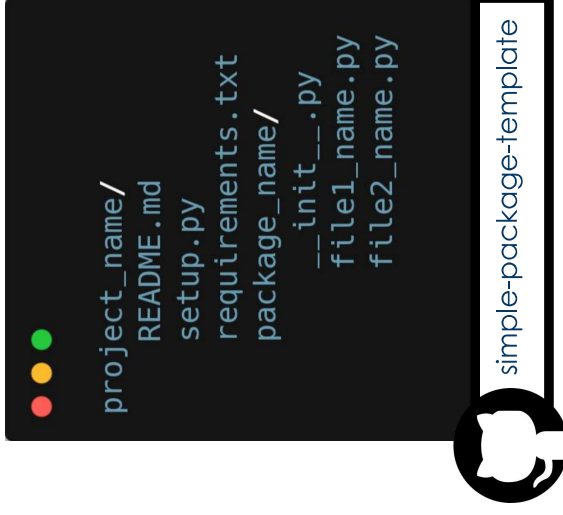 project_name/
README.md
setup.py
requirements.txt
package_name/
__init__.py
file1_name.py
file2_name.py
simple-package-template